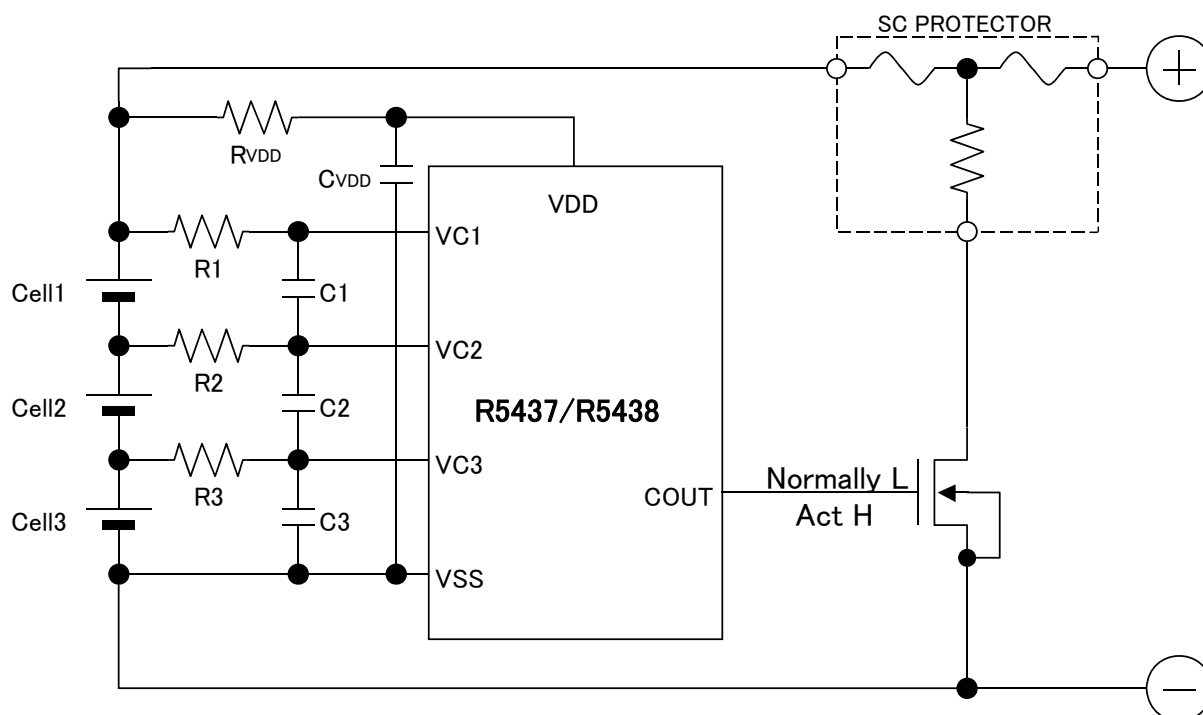 SC PROTECTOR
+
RVDD
CVDD
VDD
VC1
R1
Cell1
C1
VC2
R2
Cell2
C2
R5437/R5438
VC3
R3
COUT
Normally L
Act H
Cell3
C3
VSS
−